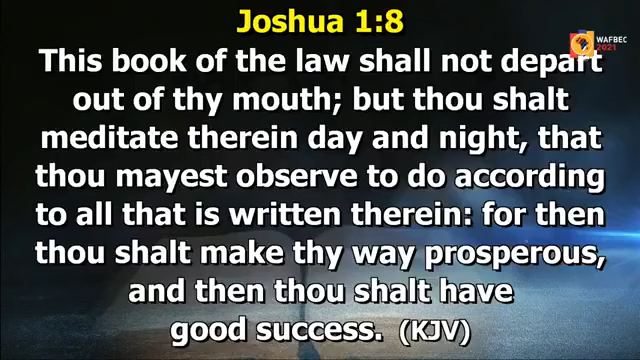 Joshua 1:8
WAFBEC
2021
This book of the law shall not depart
out of thy mouth; but thou shalt
meditate therein day and night, that
thou mayest observe to do according
to all that is written therein: for then
thou shalt make thy way prosperous,
and then thou shalt have
good success. (KJV)